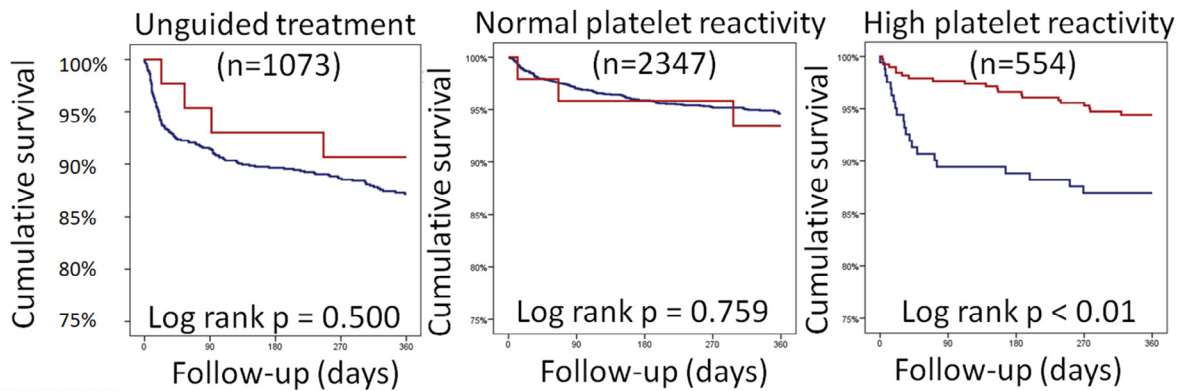 Unguided treatment
(n=1073)
Cumulative survival
100%
95%
90%
85%
80%
75%
Log rank p = 0.500
0 90 180 270 360
Follow-up (days)
Normal platelet reactivity
(n=2347)
Cumulative survival
100%
95%
90%
85%
80%
75%
Log rank p = 0.759
0 90 180 270 360
Follow-up (days)
High platelet reactivity
(n=554)
Cumulative survival
100%
95%
90%
85%
80%
75%
Log rank p < 0.01
0 90 180 270 360
Follow-up (days)